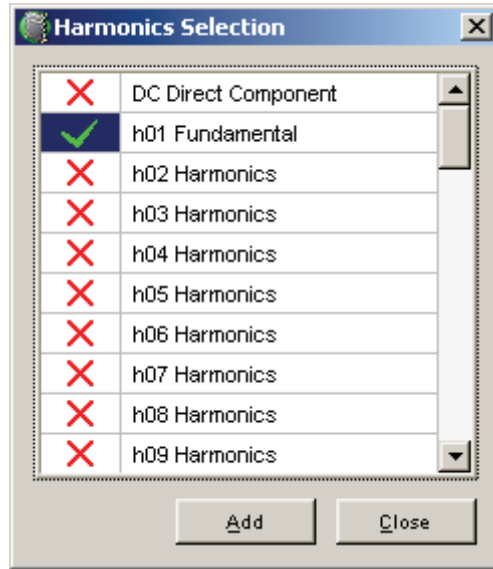 Harmonics Selection
DC Direct Component
h01 Fundamental
h02 Harmonics
h03 Harmonics
h04 Harmonics
h05 Harmonics
h06 Harmonics
h07 Harmonics
h08 Harmonics
h09 Harmonics
Add Close